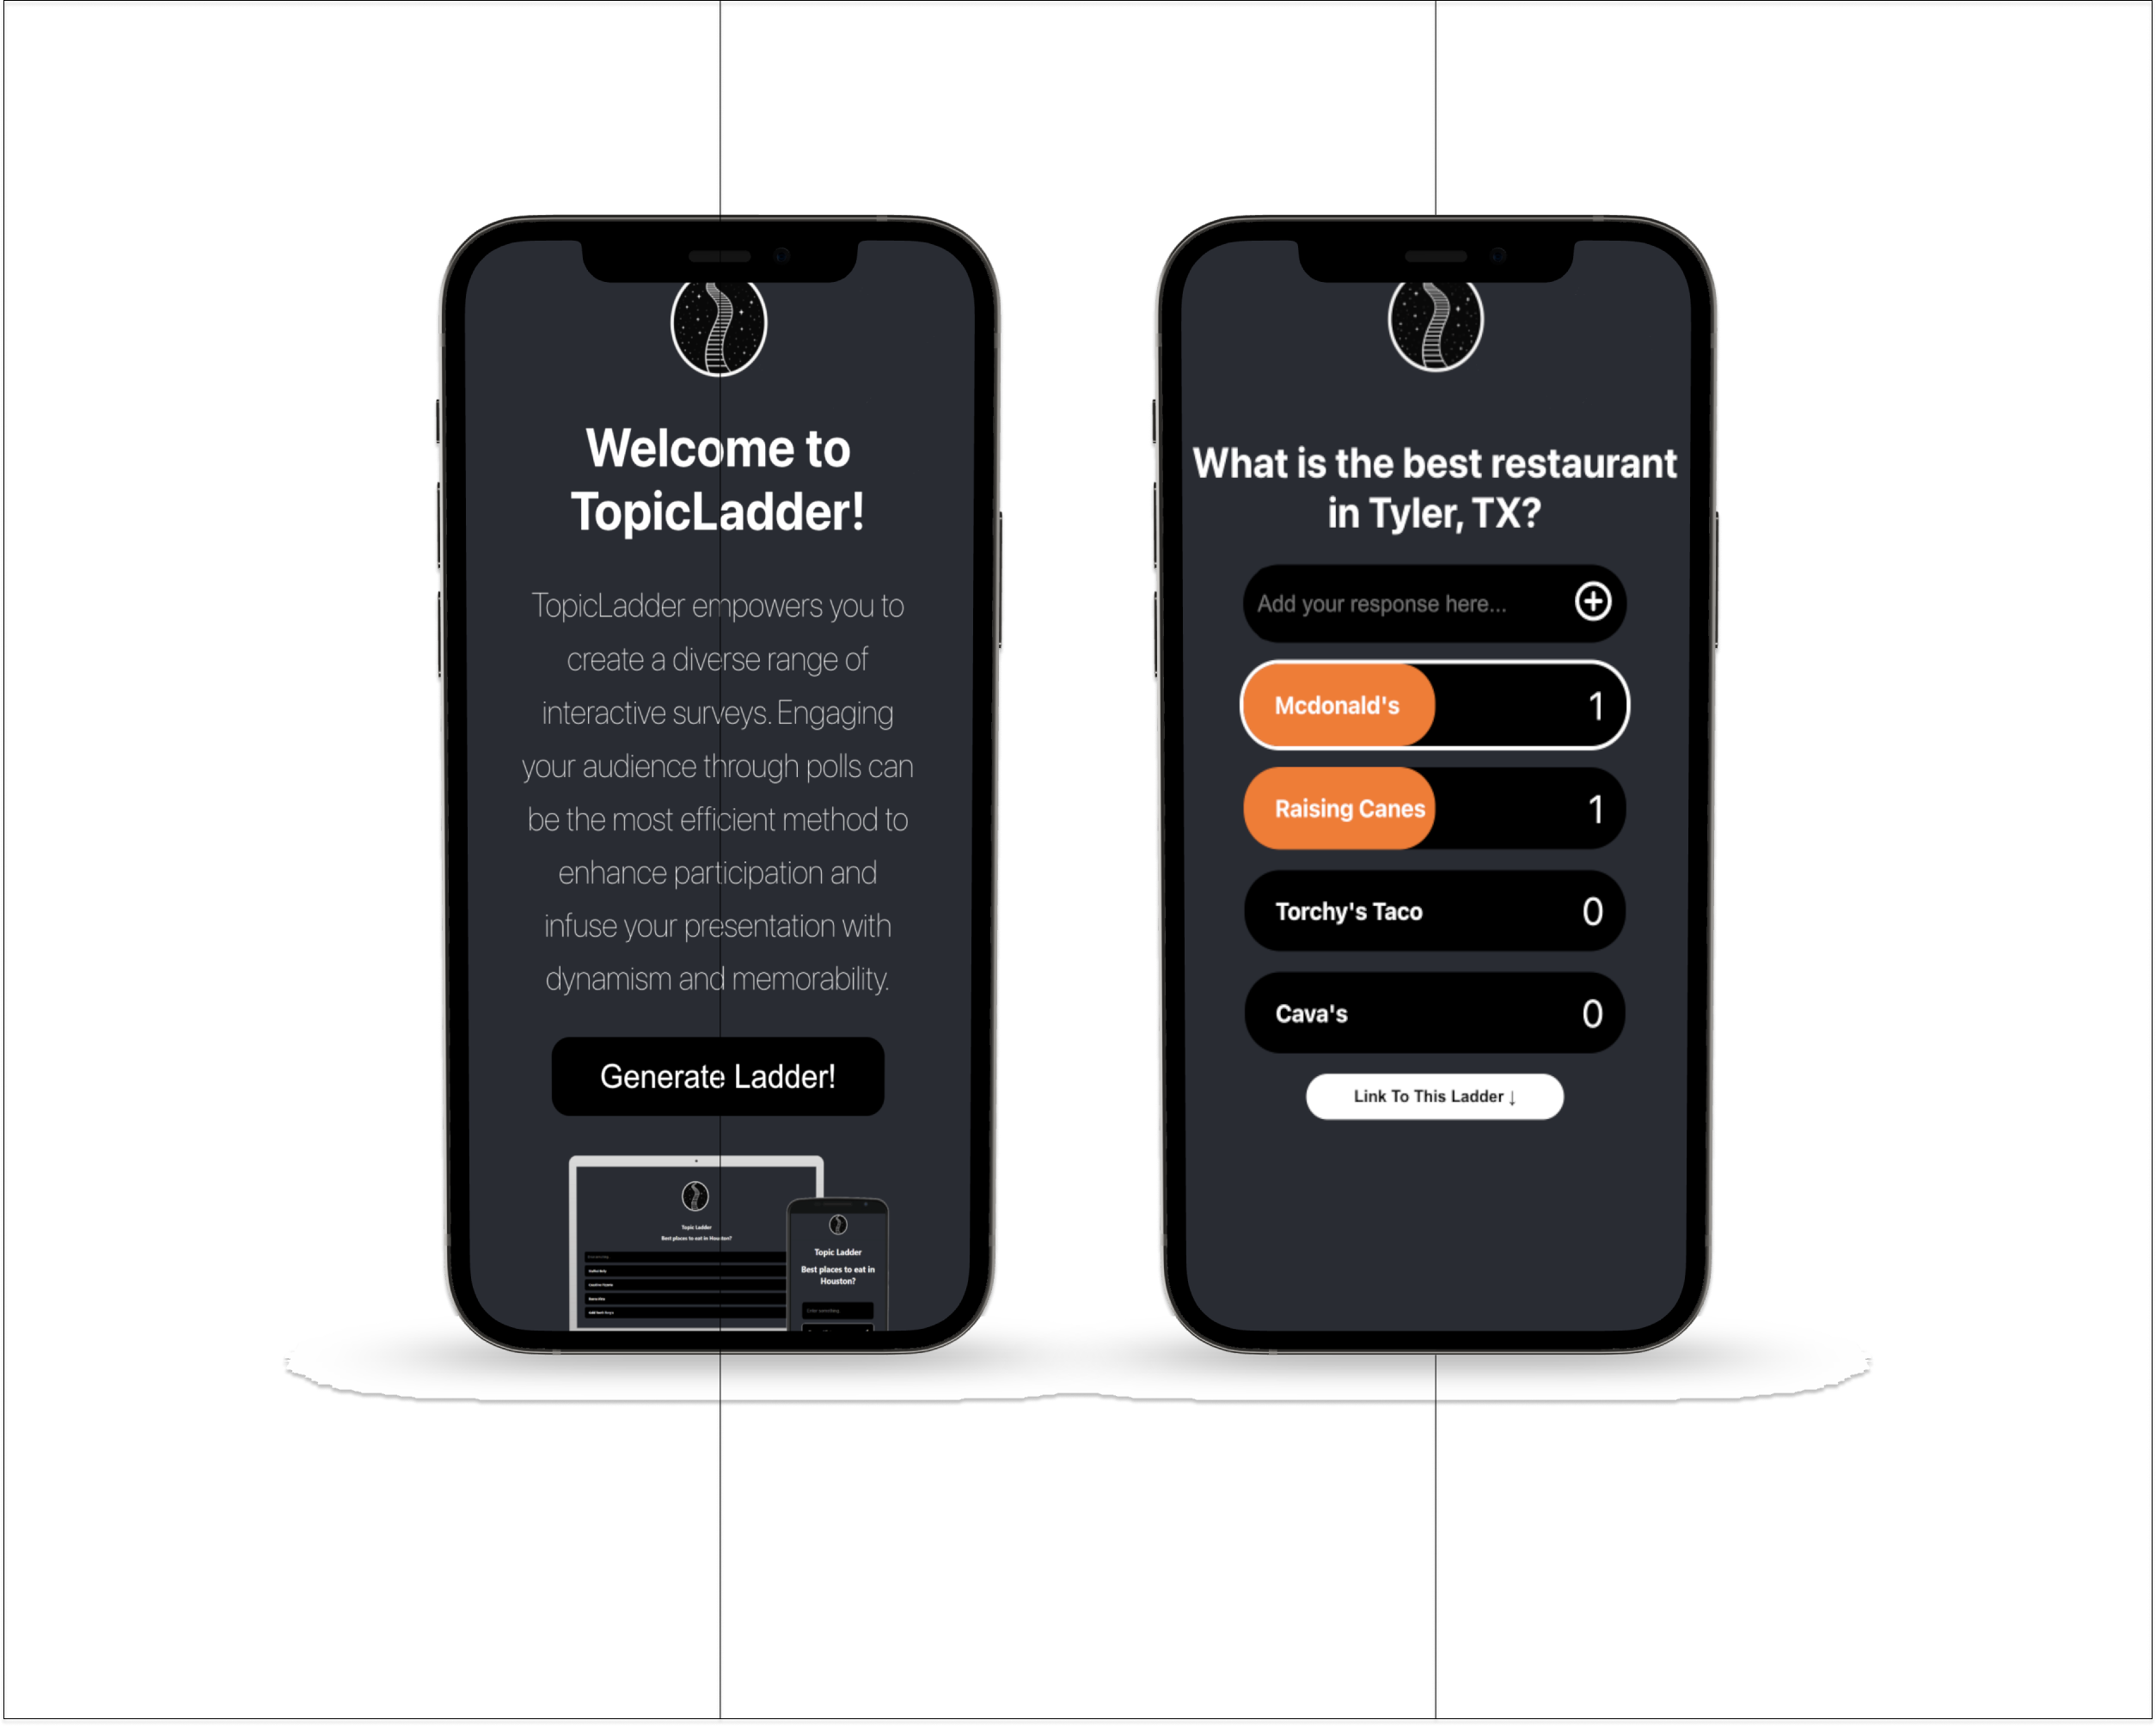 Welcome to
TopicLadder!
TopicLadder empowers you to
create a diverse range of
interactive surveys. Engaging
your audience through polls can
be the most efficient method to
enhance participation and
infuse your presentation with
dynamism and memorability.
Generate Ladder!
Topic Ladder
Best places to eat in Houston?
Topic Ladder
Best places to eat in
Houston?
Enter something
What is the best restaurant
in Tyler, TX?
Add your response here...
Mcdonald's 1
Raising Canes 1
Torchy's Taco 0
Cava's 0
Link To This Ladder ↓